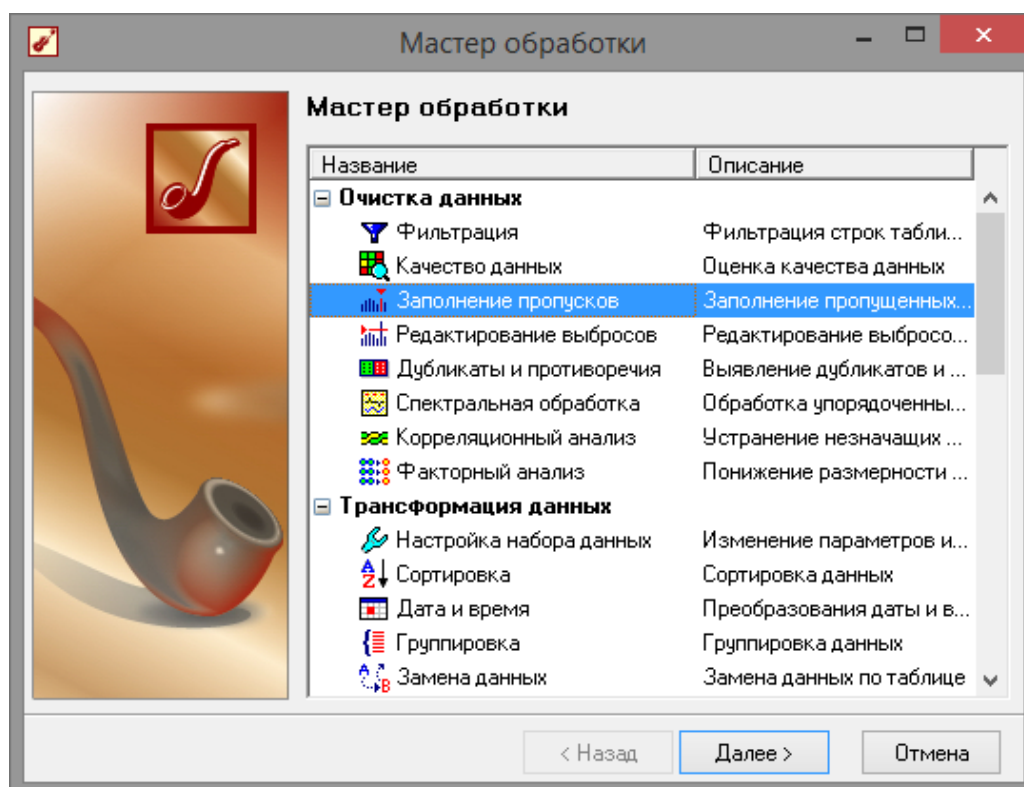 Мастер обработки
Мастер обработки
Название Описание
Очистка данных
Фильтрация Фильтрация строк табли...
Качество данных Оценка качества данных
Заполнение пропусков Заполнение пропущенных...
Редактирование выбросов Редактирование выбросо...
Дубликаты и противоречия Выявление дубликатов и ...
Спектральная обработка Обработка упорядоченны...
Корреляционный анализ Устранение незначащих ...
Факторный анализ Понижение размерности ...
Трансформация данных
Настройка набора данных Изменение параметров и...
Сортировка Сортировка данных
Дата и время Преобразования даты и в...
Группировка Группировка данных
Замена данных Замена данных по таблице
< Назад Далее > Отмена